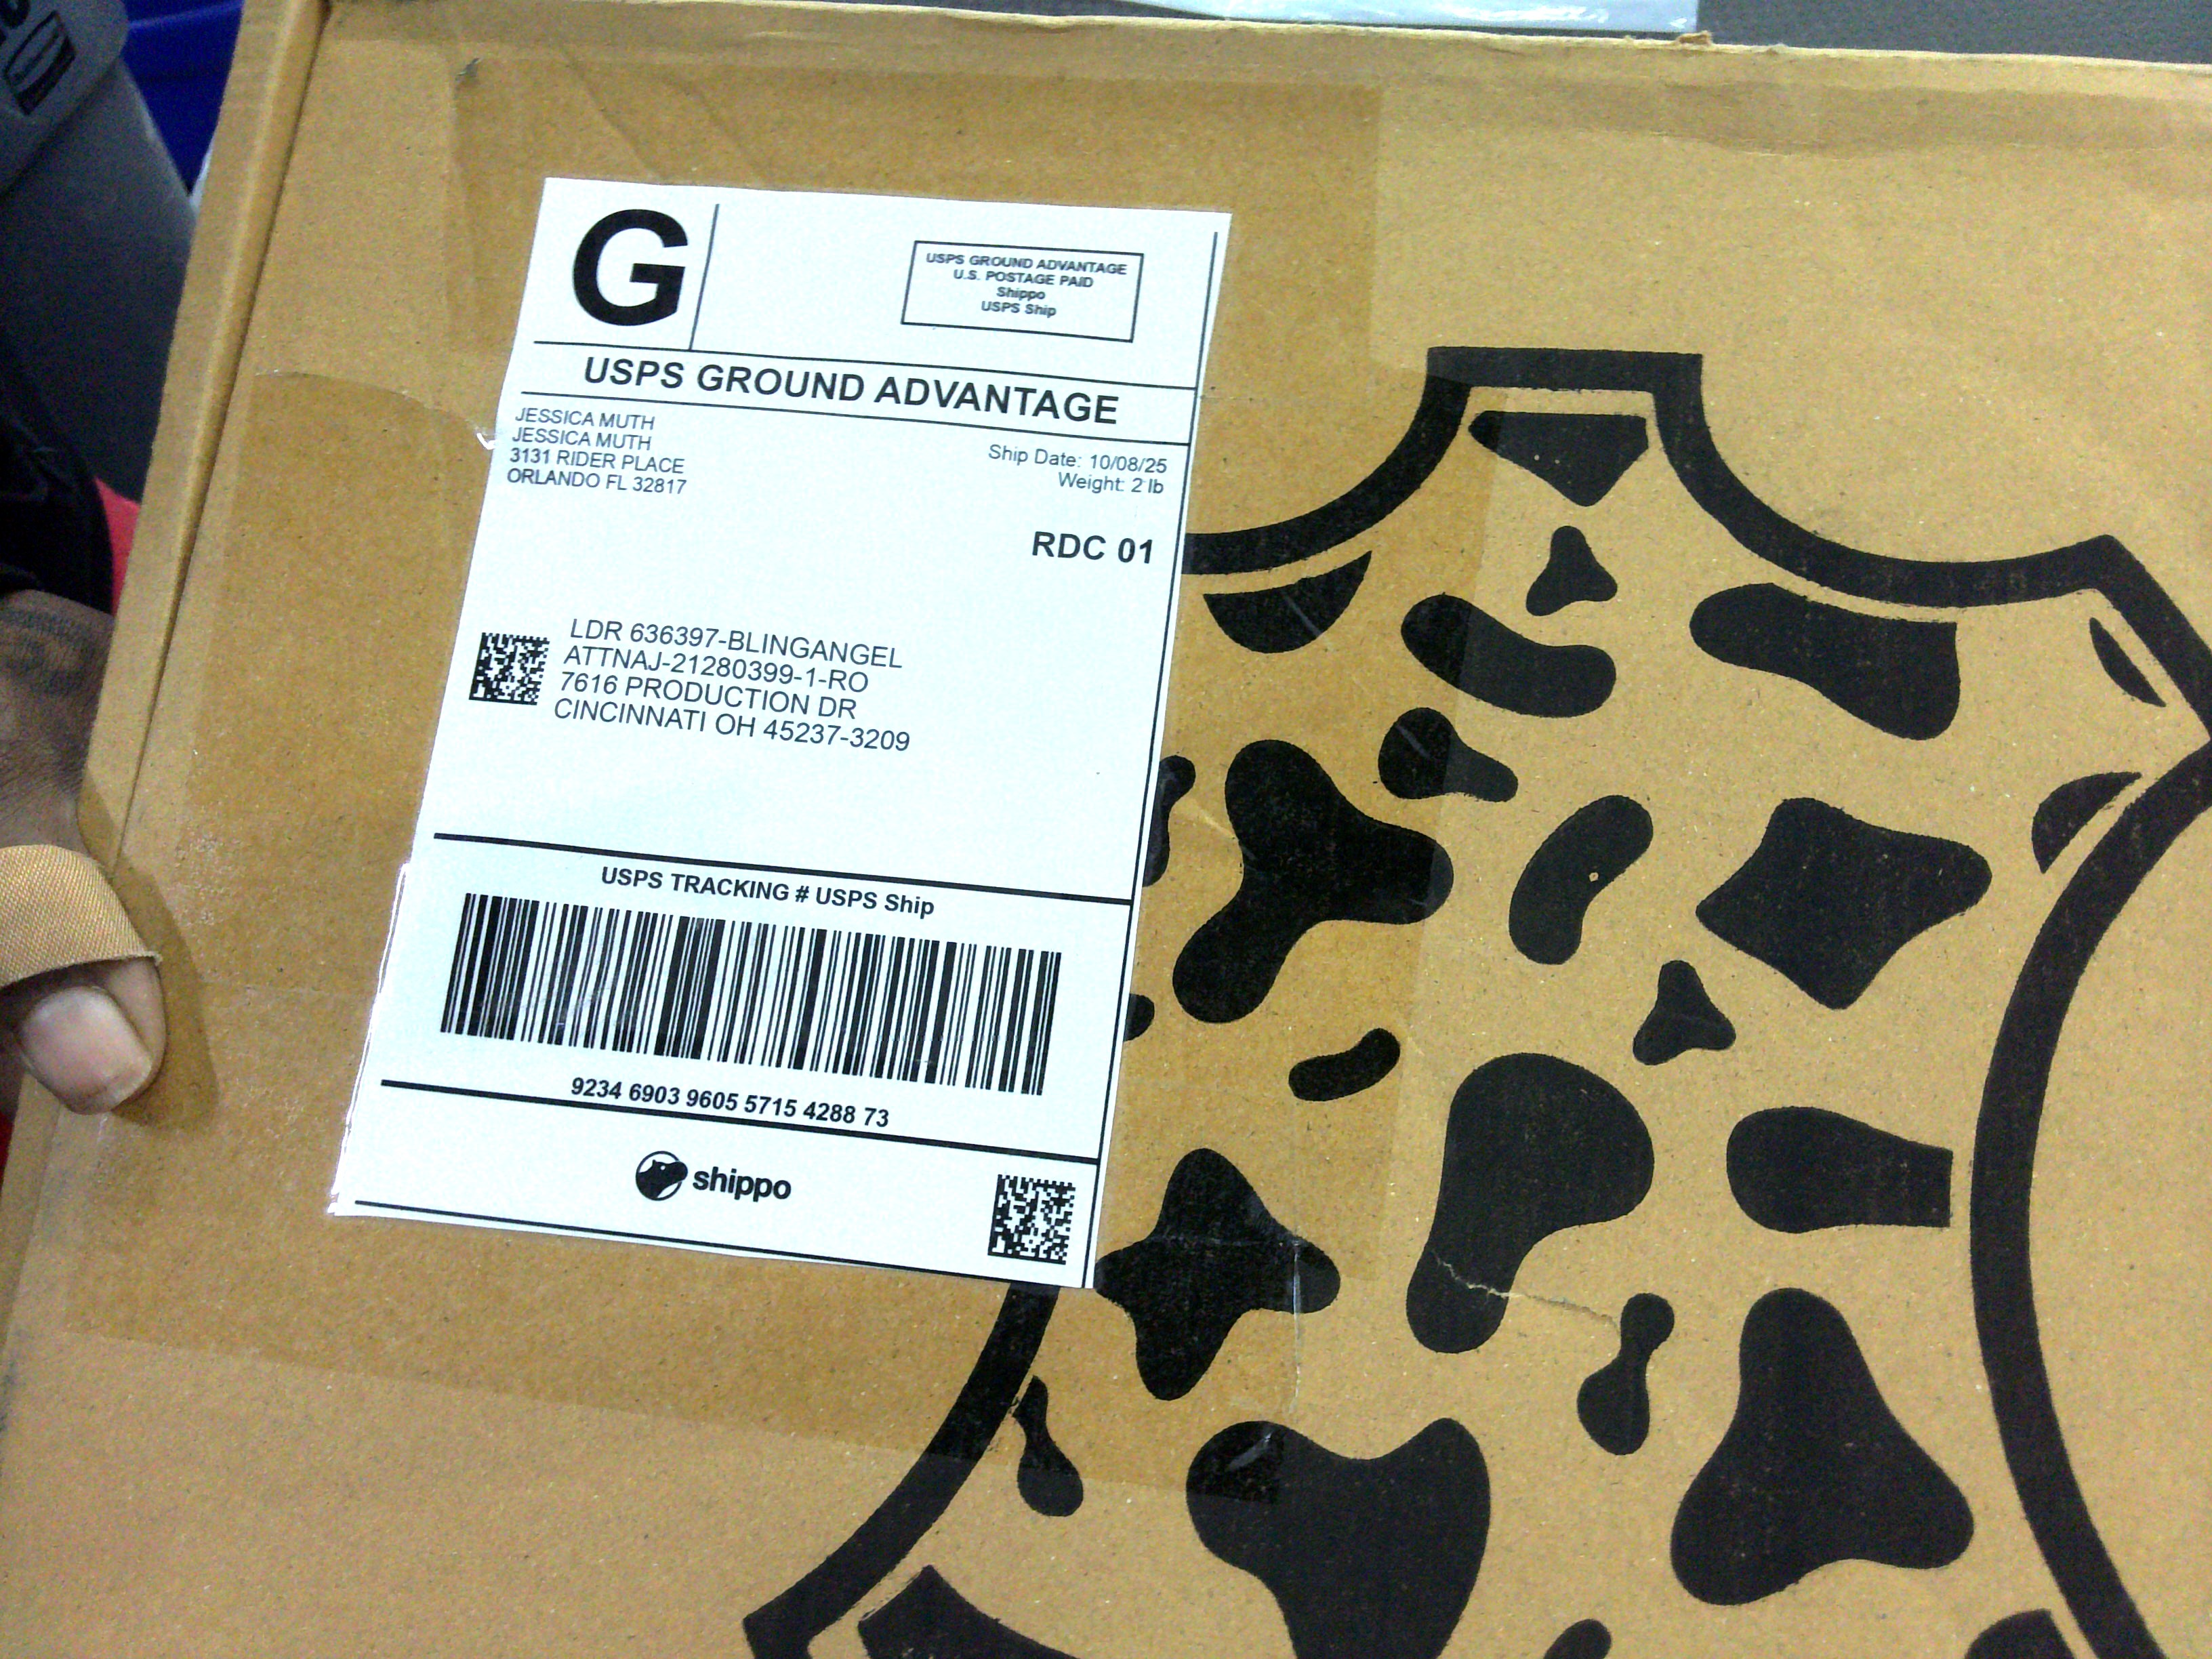 G
USPS GROUND ADVANTAGE
U.S. POSTAGE PAID
Shippo
USPS Ship
USPS GROUND ADVANTAGE
JESSICA MUTH
JESSICA MUTH
3131 RIDER PLACE
ORLANDO FL 32817
Ship Date: 10/08/25
Weight: 2 lb
RDC 01
LDR 636397-BLINGANGEL
ATTNAJ-21280399-1-RO
7616 PRODUCTION DR
CINCINNATI OH 45237-3209
USPS TRACKING # USPS Ship
9234 6903 9605 5715 4288 73
shippo